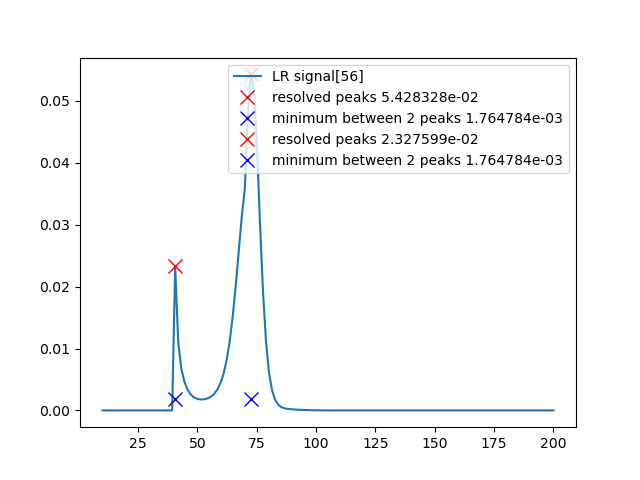 LR signal[56]
resolved peaks 5.428328e-02
minimum between 2 peaks 1.764784e-03
resolved peaks 2.327599e-02
minimum between 2 peaks 1.764784e-03
0.05
0.04
0.03
0.02
0.01
0.00
25 50 75 100 125 150 175 200